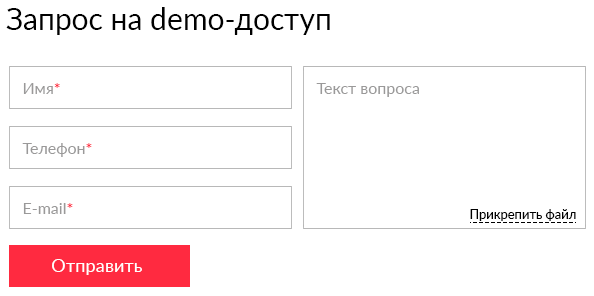 Запрос на demo-доступ
Имя*
Телефон*
E-mail*
Текст вопроса
Прикрепить файл
Отправить